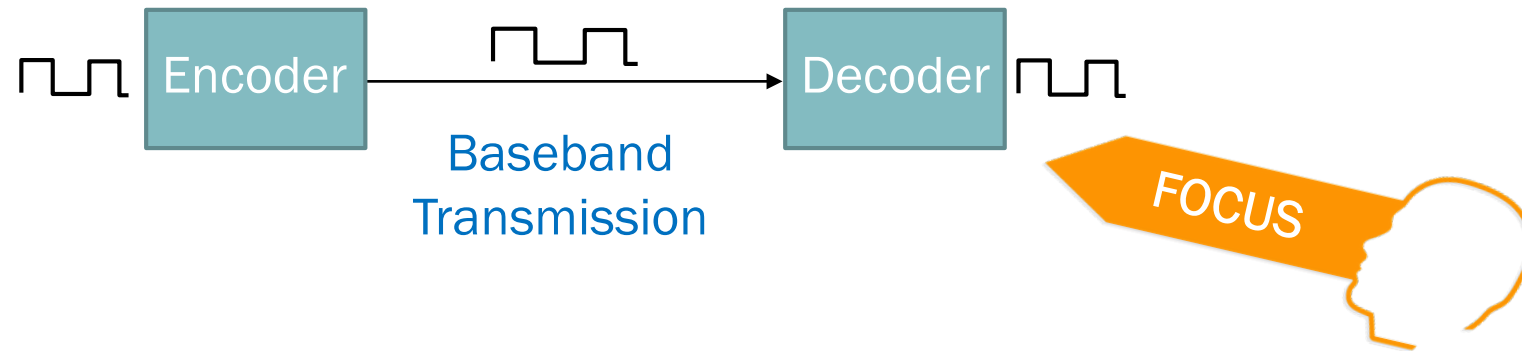 Encoder
Decoder
Baseband
Transmission
FOCUS